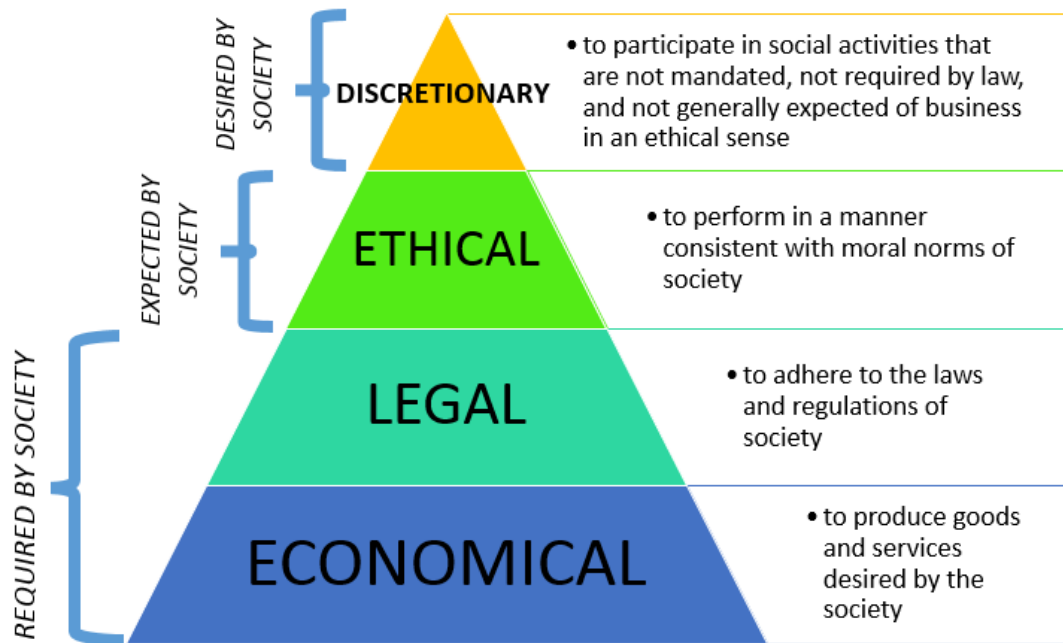 DESIRED BY
SOCIETY
DISCRETIONARY
• to participate in social activities that
are not mandated, not required by law,
and not generally expected of business
in an ethical sense
EXPECTED BY
SOCIETY
ETHICAL
• to perform in a manner
consistent with moral norms of
society
REQUIRED BY SOCIETY
LEGAL
• to adhere to the laws
and regulations of
society
ECONOMICAL
• to produce goods
and services
desired by the
society